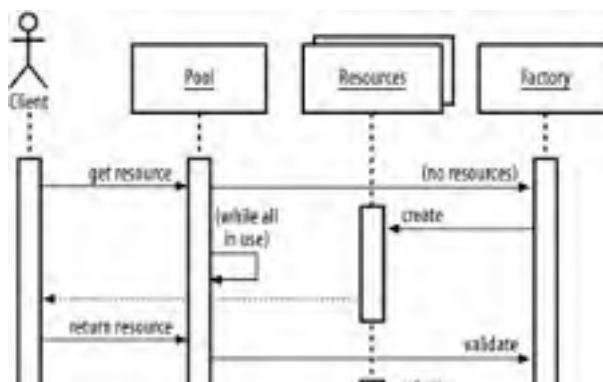 Client
Pool
Resources
Factory
get resource
(no resources)
(while all
in use)
create
return resource
validate